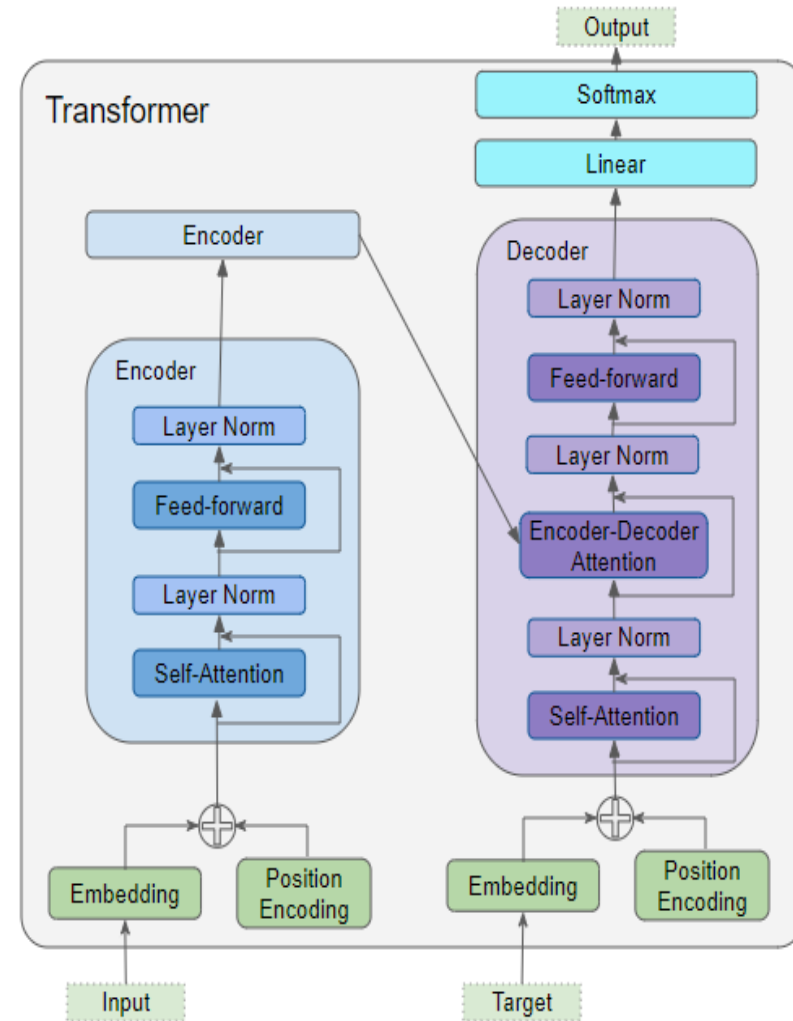 Output
Softmax
Transformer
Linear
Encoder
Decoder
Layer Norm
Feed-forward
Layer Norm
Encoder-Decoder
Attention
Layer Norm
Self-Attention
Encoder
Layer Norm
Feed-forward
Layer Norm
Self-Attention
Embedding
Position
Encoding
Embedding
Position
Encoding
Input
Target